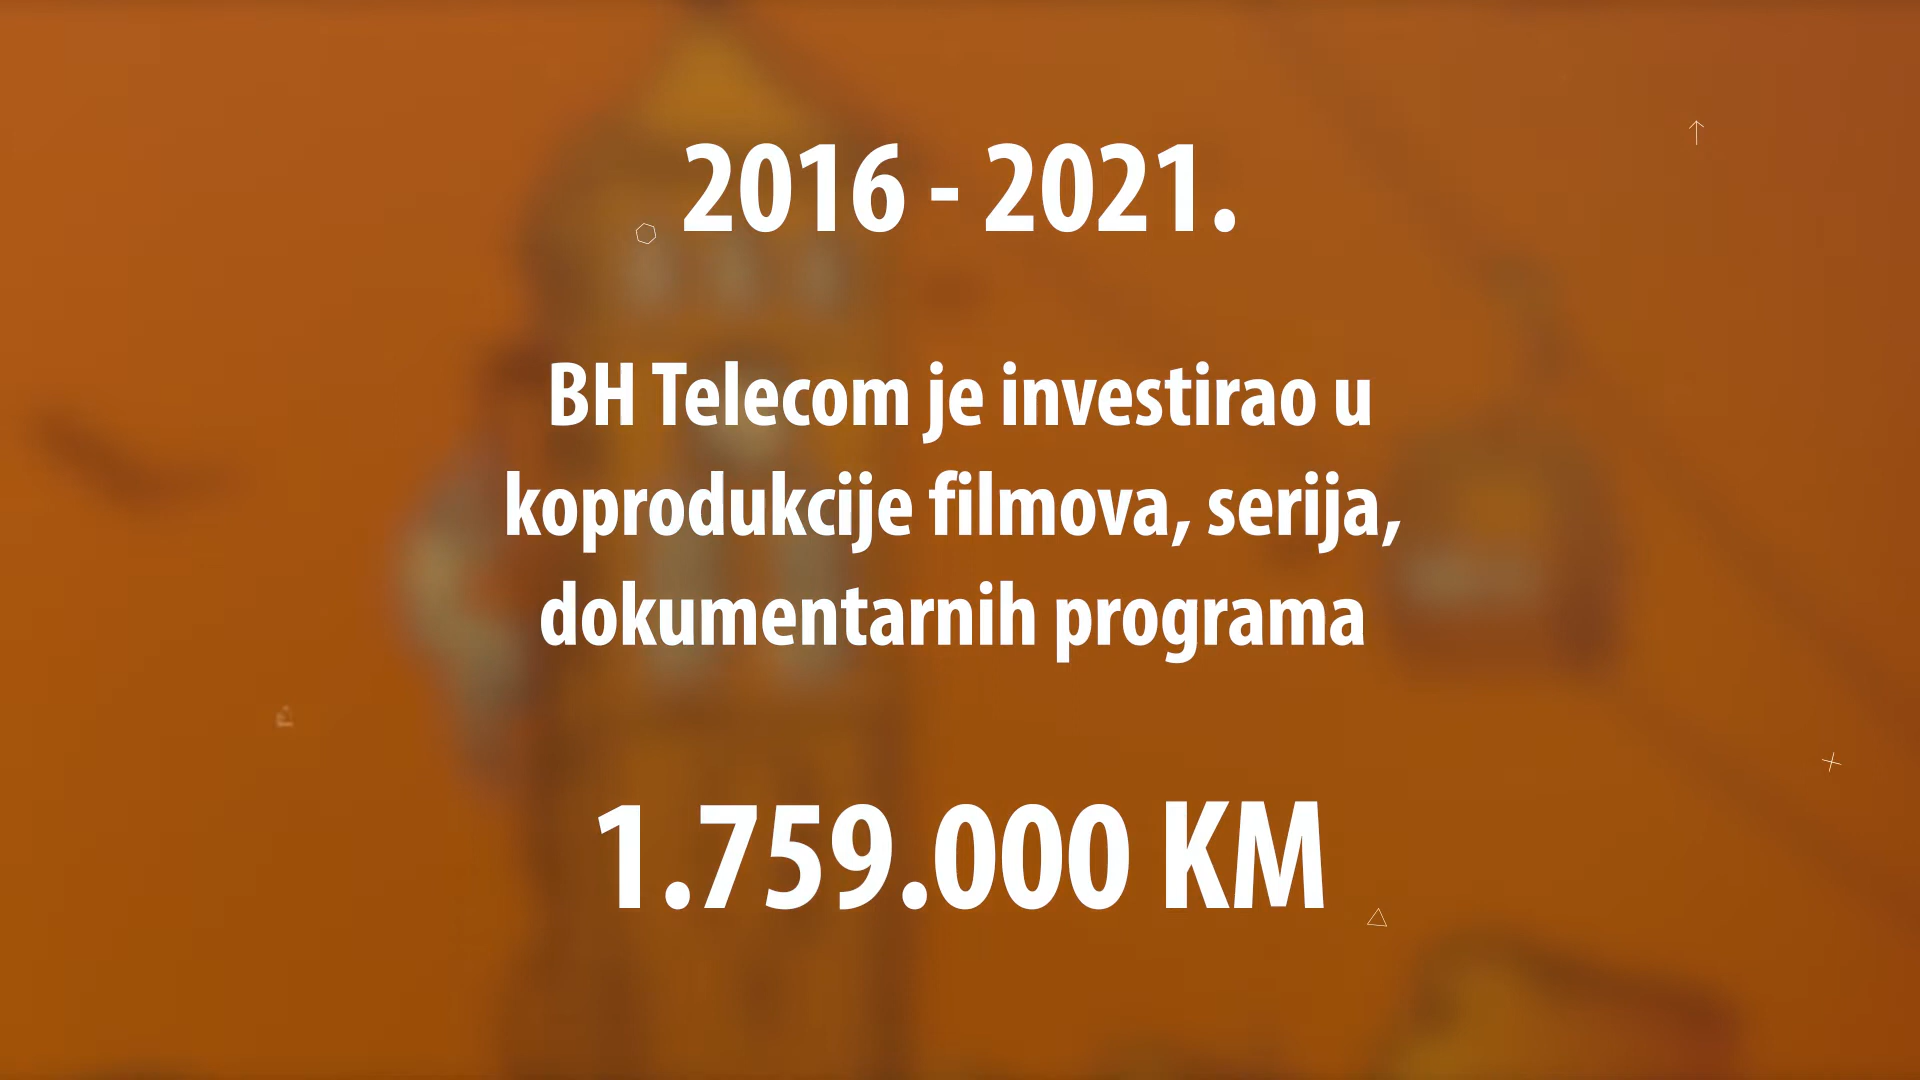 2016 - 2021.
BH Telecom je investirao u
koprodukcije filmova, serija,
dokumentarnih programa
1.759.000 KM